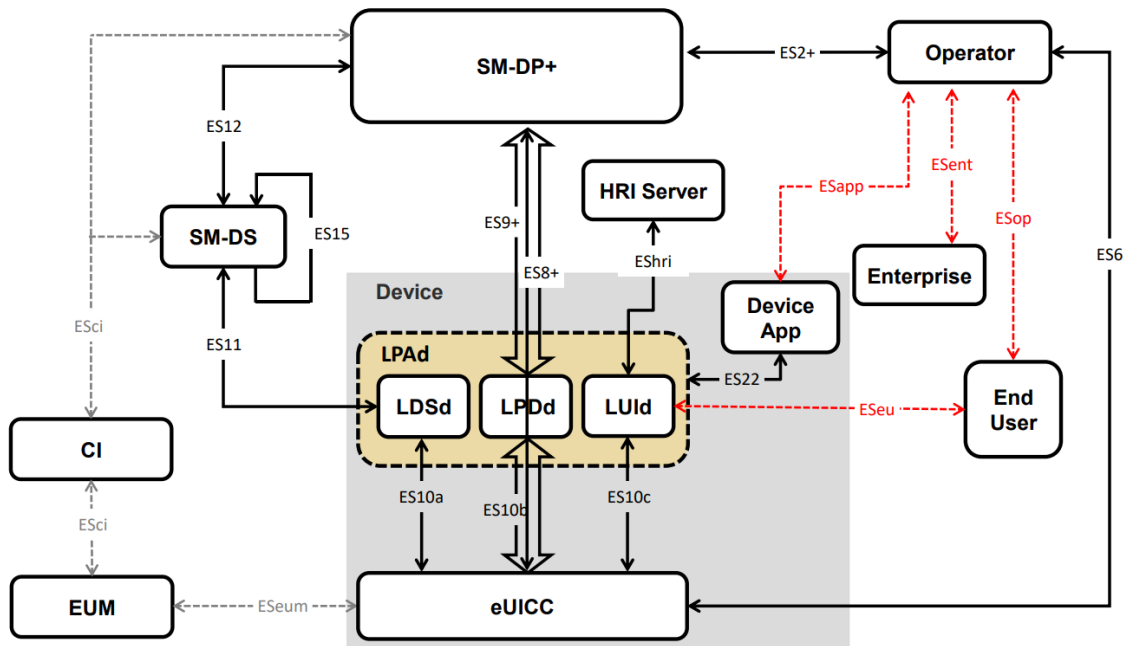 SM-DP+
ES2+
Operator
ES12
HRI Server
ESapp
ESent
ESop
SM-DS
ES15
ES9+
ES8+
EShri
ES6
Enterprise
Device
Device
App
ESci
ES11
LPAd
ES22
LDSd
LPDd
LUId
ESeu
End
User
CI
ES10a
ES10b
ES10c
ESci
EUM
ESeum
eUICC